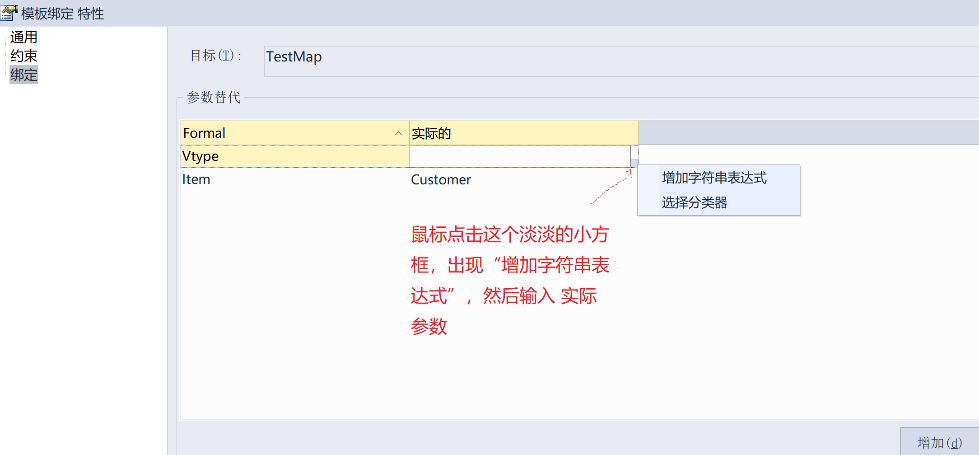 模板绑定 特性
通用
约束
绑定
目标(T)：
TestMap
参数替代
Formal
实际的
Vtype
Item
Customer
增加字符串表达式
选择分类器
鼠标点击这个淡淡的小方
框，出现“增加字符串表
达式”，然后输入 实际
参数
增加(d)